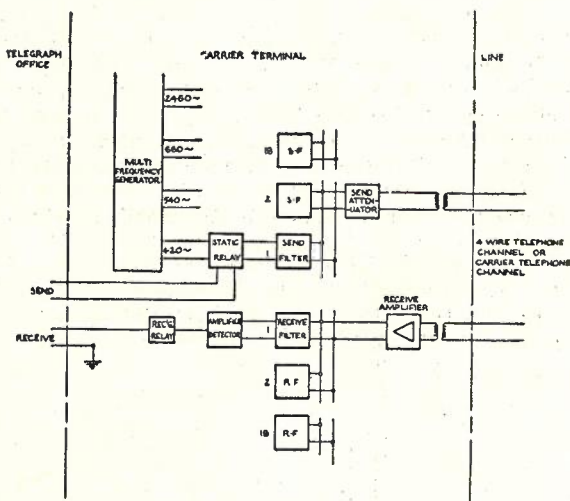 TELEGRAPH
OFFICE
CARRIER TERMINAL
LINE
2460~
660~
540~
420~
MULTI
FREQUENCY
GENERATOR
18
S-F
2
S-F
SEND
ATTEN-
UATOR
STATIC
RELAY
1
SEND
FILTER
4 WIRE TELEPHONE
CHANNEL OR
CARRIER TELEPHONE
CHANNEL
SEND
RECEIVE
REC'G
RELAY
AMPLIFIER
DETECTOR
1
RECEIVE
FILTER
RECEIVE
AMPLIFIER
2
R-F
18
R-F